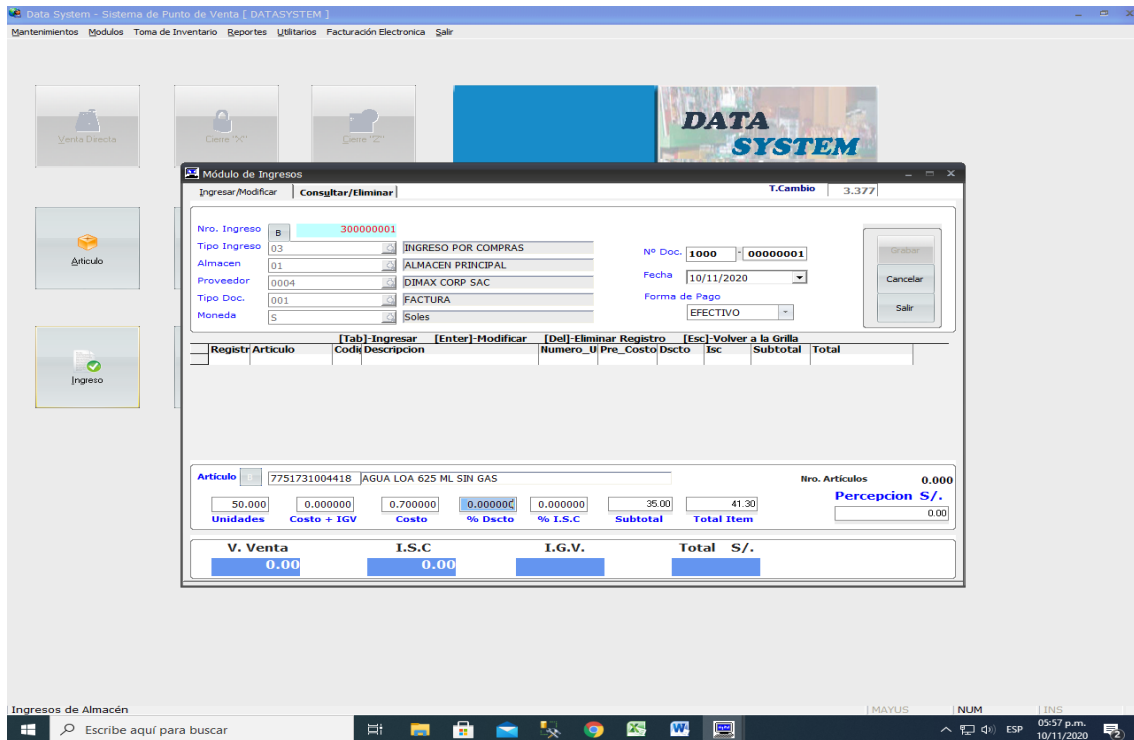 Data System - Sistema de Punto de Venta [ DATASYSTEM ]
Mantenimientos Modulos Toma de Inventario Reportes Utilitarios Facturación Electronica Salir
Venta Directa Cierre "X" Cierre "Z"
DATA
SYSTEM
Módulo de Ingresos
Ingresar/Modificar Consultar/Eliminar T.Cambio 3.377
Nro. Ingreso B 300000001
Tipo Ingreso 03 INGRESO POR COMPRAS Nº Doc. 1000 - 00000001 Grabar
Articulo
Almacen 01 ALMACEN PRINCIPAL
Proveedor 0004 DIMAX CORP SAC Fecha 10/11/2020 Cancelar
Tipo Doc. 001 FACTURA Forma de Pago
Moneda S Soles EFECTIVO Salir
[Tab]-Ingresar [Enter]-Modificar [Del]-Eliminar Registro [Esc]-Volver a la Grilla
Registr Articulo Codig Descripcion Numero_U Pre_Costo Dscto Isc Subtotal Total
Ingreso
Artículo 7751731004418 AGUA LOA 625 ML SIN GAS Nro. Artículos 0.000
Percepcion S/.
50.000 0.000000 0.700000 0.000000 0.000000 35.00 41.30 0.00
Unidades Costo + IGV Costo % Dscto % I.S.C Subtotal Total Item
V. Venta I.S.C I.G.V. Total S/.
0.00 0.00
Ingresos de Almacén MAYUS NUM INS
Escribe aquí para buscar ESP 05:57 p.m.
10/11/2020 2